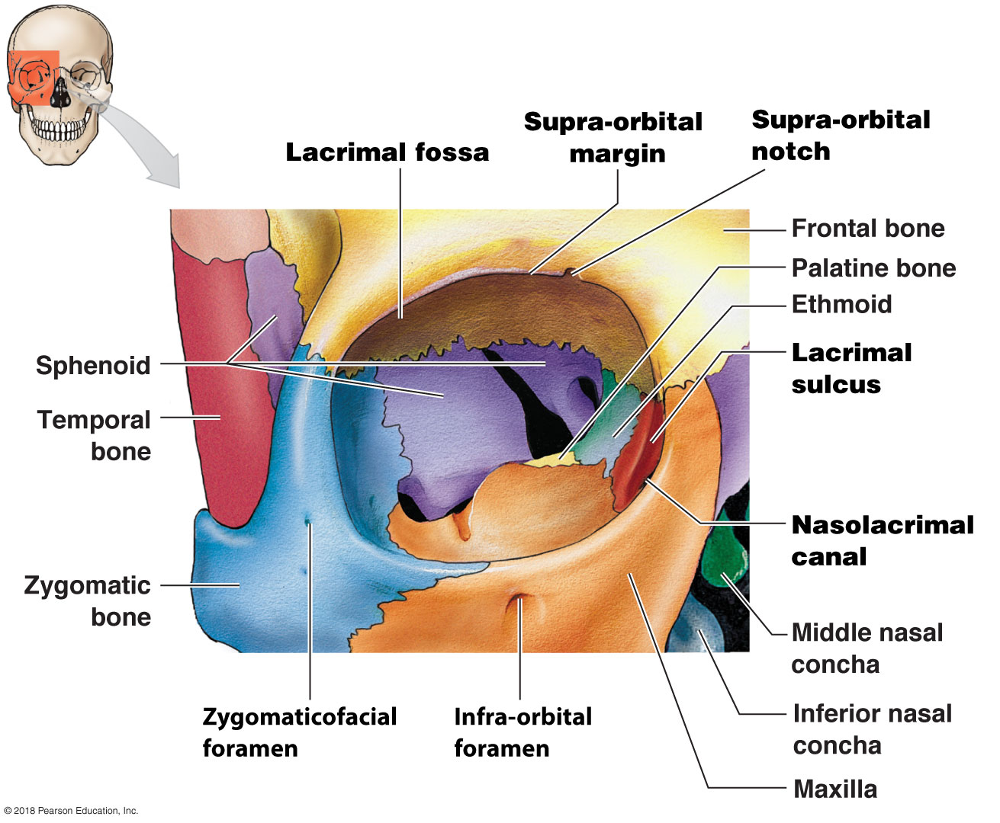 Supra-orbital
margin
Supra-orbital
notch
Lacrimal fossa
Frontal bone
Palatine bone
Ethmoid
Lacrimal
sulcus
Sphenoid
Temporal
bone
Nasolacrimal
canal
Zygomatic
bone
Middle nasal
concha
Zygomaticofacial
foramen
Infra-orbital
foramen
Inferior nasal
concha
Maxilla
© 2018 Pearson Education, Inc.